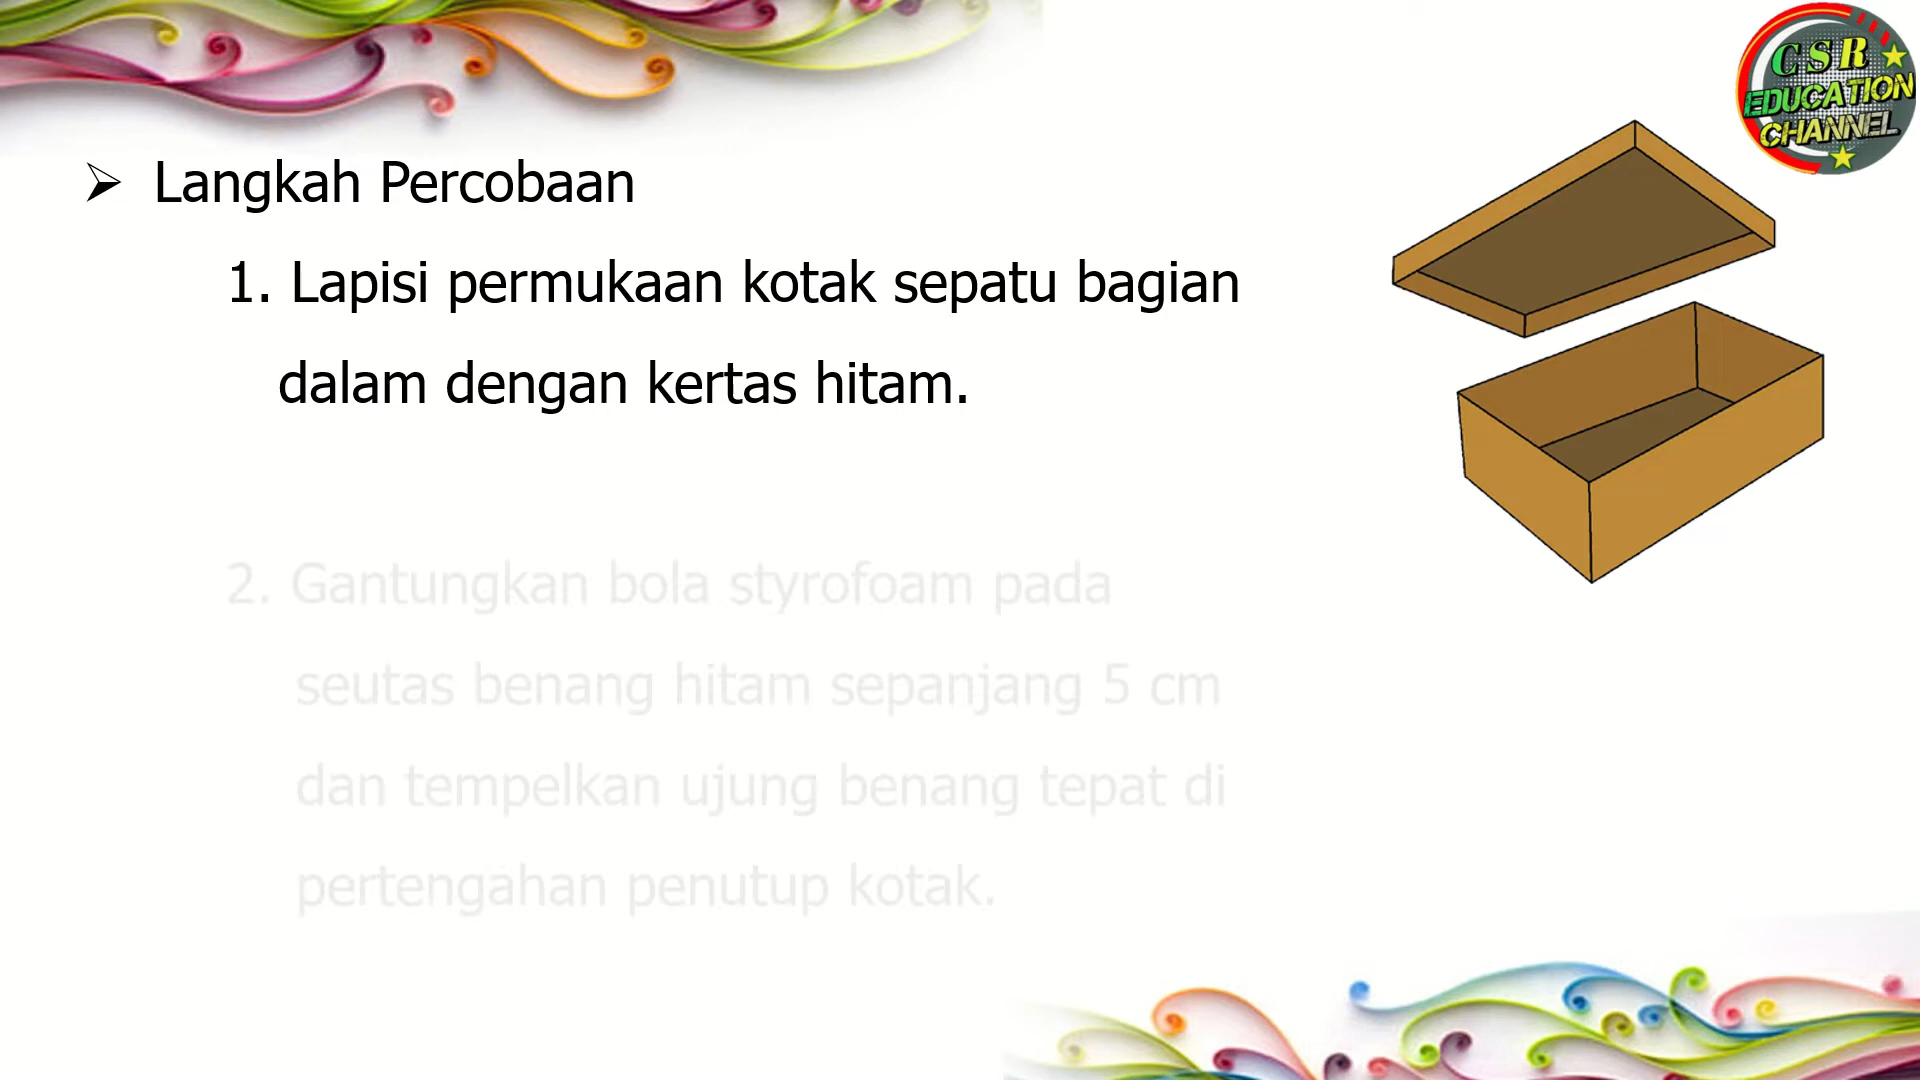 CSR
EDUCATION
CHANNEL
➢ Langkah Percobaan
1. Lapisi permukaan kotak sepatu bagian
dalam dengan kertas hitam.
2. Gantungkan bola styrofoam pada
seutas benang hitam sepanjang 5 cm
dan tempelkan ujung benang tepat di
pertengahan penutup kotak.